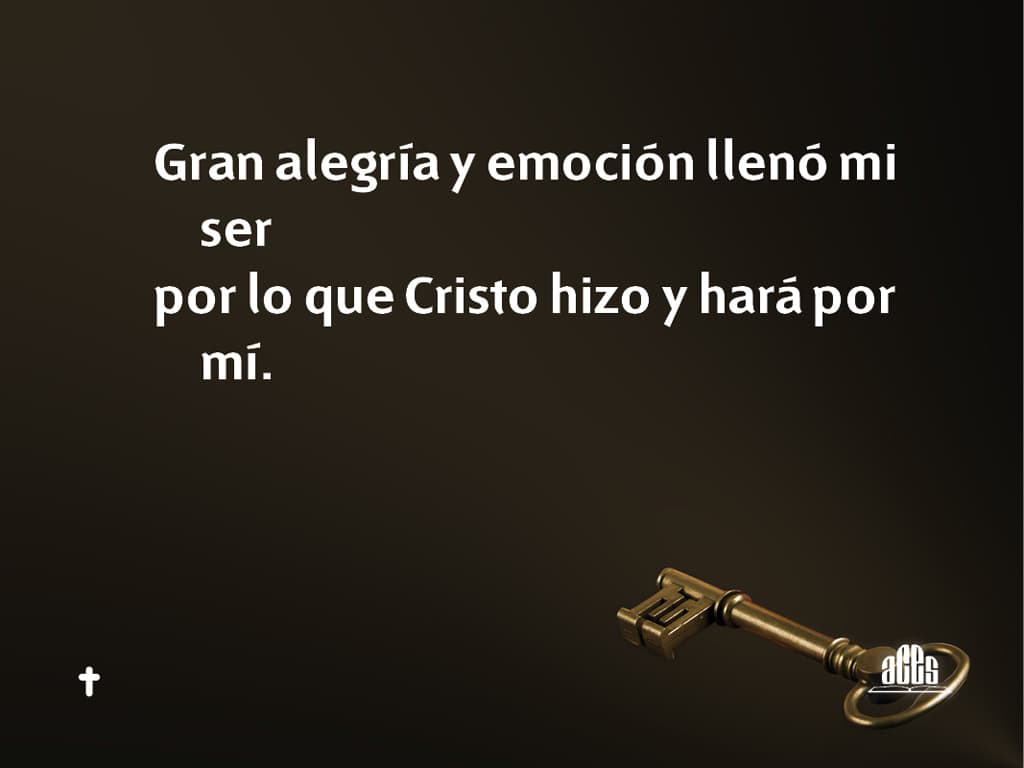 Gran alegría y emoción llenó mi
ser
por lo que Cristo hizo y hará por
mí.
aces